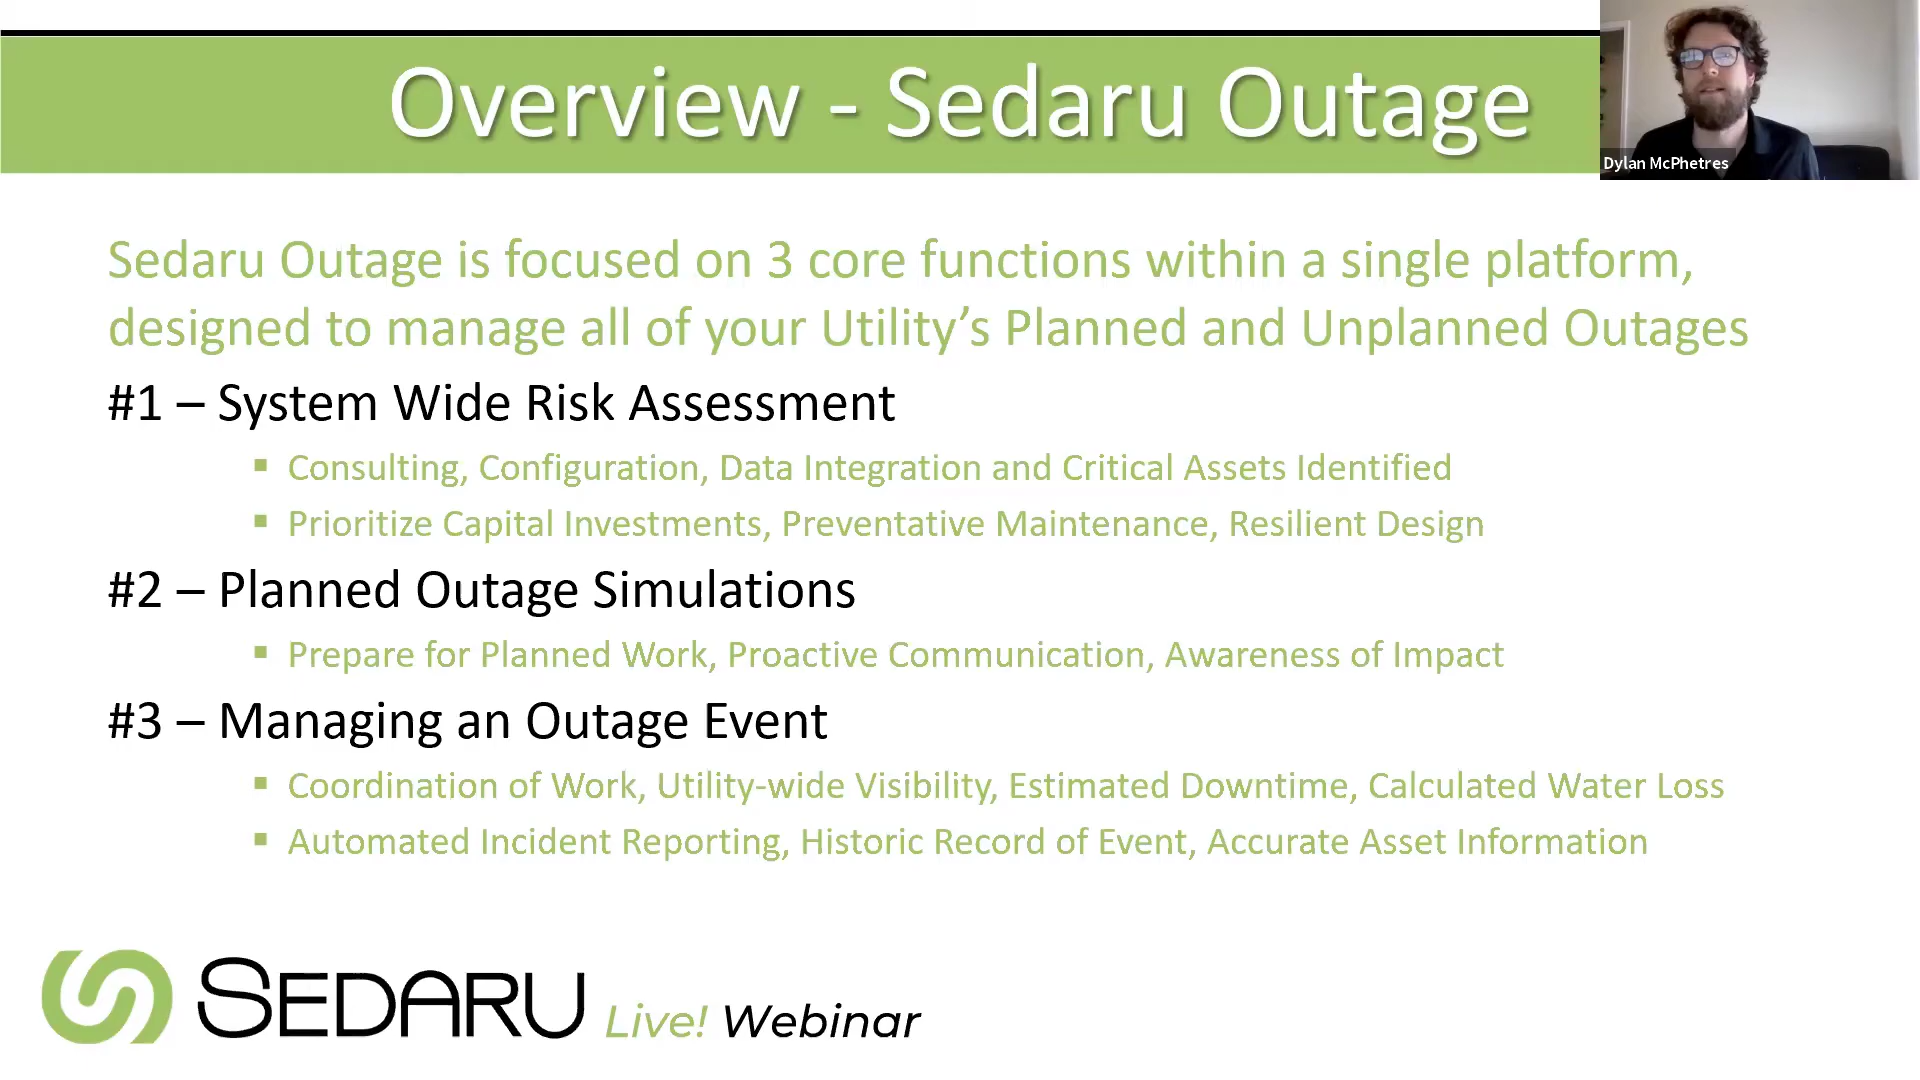 Overview - Sedaru Outage
Dylan McPhetres
Sedaru Outage is focused on 3 core functions within a single platform,
designed to manage all of your Utility’s Planned and Unplanned Outages
#1 – System Wide Risk Assessment
▪ Consulting, Configuration, Data Integration and Critical Assets Identified
▪ Prioritize Capital Investments, Preventative Maintenance, Resilient Design
#2 – Planned Outage Simulations
▪ Prepare for Planned Work, Proactive Communication, Awareness of Impact
#3 – Managing an Outage Event
▪ Coordination of Work, Utility-wide Visibility, Estimated Downtime, Calculated Water Loss
▪ Automated Incident Reporting, Historic Record of Event, Accurate Asset Information
SEDARU Live! Webinar